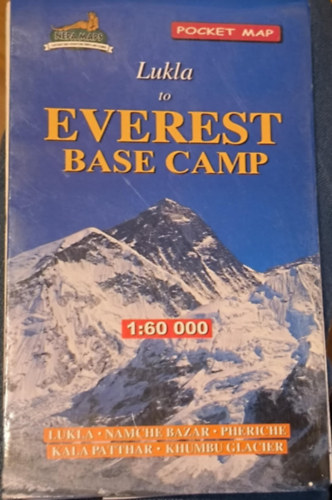 POCKET MAP
Lukla
to
EVEREST
BASE CAMP
1:60 000
LUKLA • NAMCHE BAZAR • PHERICHE
KALA PATTHAR • KHUMBU GLACIER